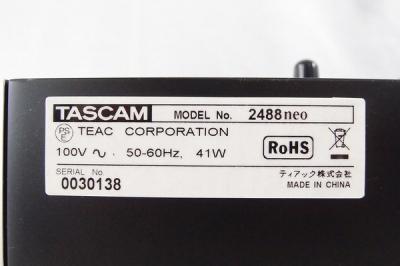 TASCAM MODEL No. 2488neo
PSE TEAC CORPORATION
100V ~, 50-60Hz, 41W RoHS
SERIAL No.
0030138
ティアック株式会社
MADE IN CHINA